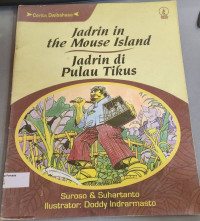 Cerita Dwibahasa
Jadrin in
the Mouse Island
Jadrin di
Pulau Tikus
Suroso & Suhartanto
Ilustrator: Doddy Indrarmasto